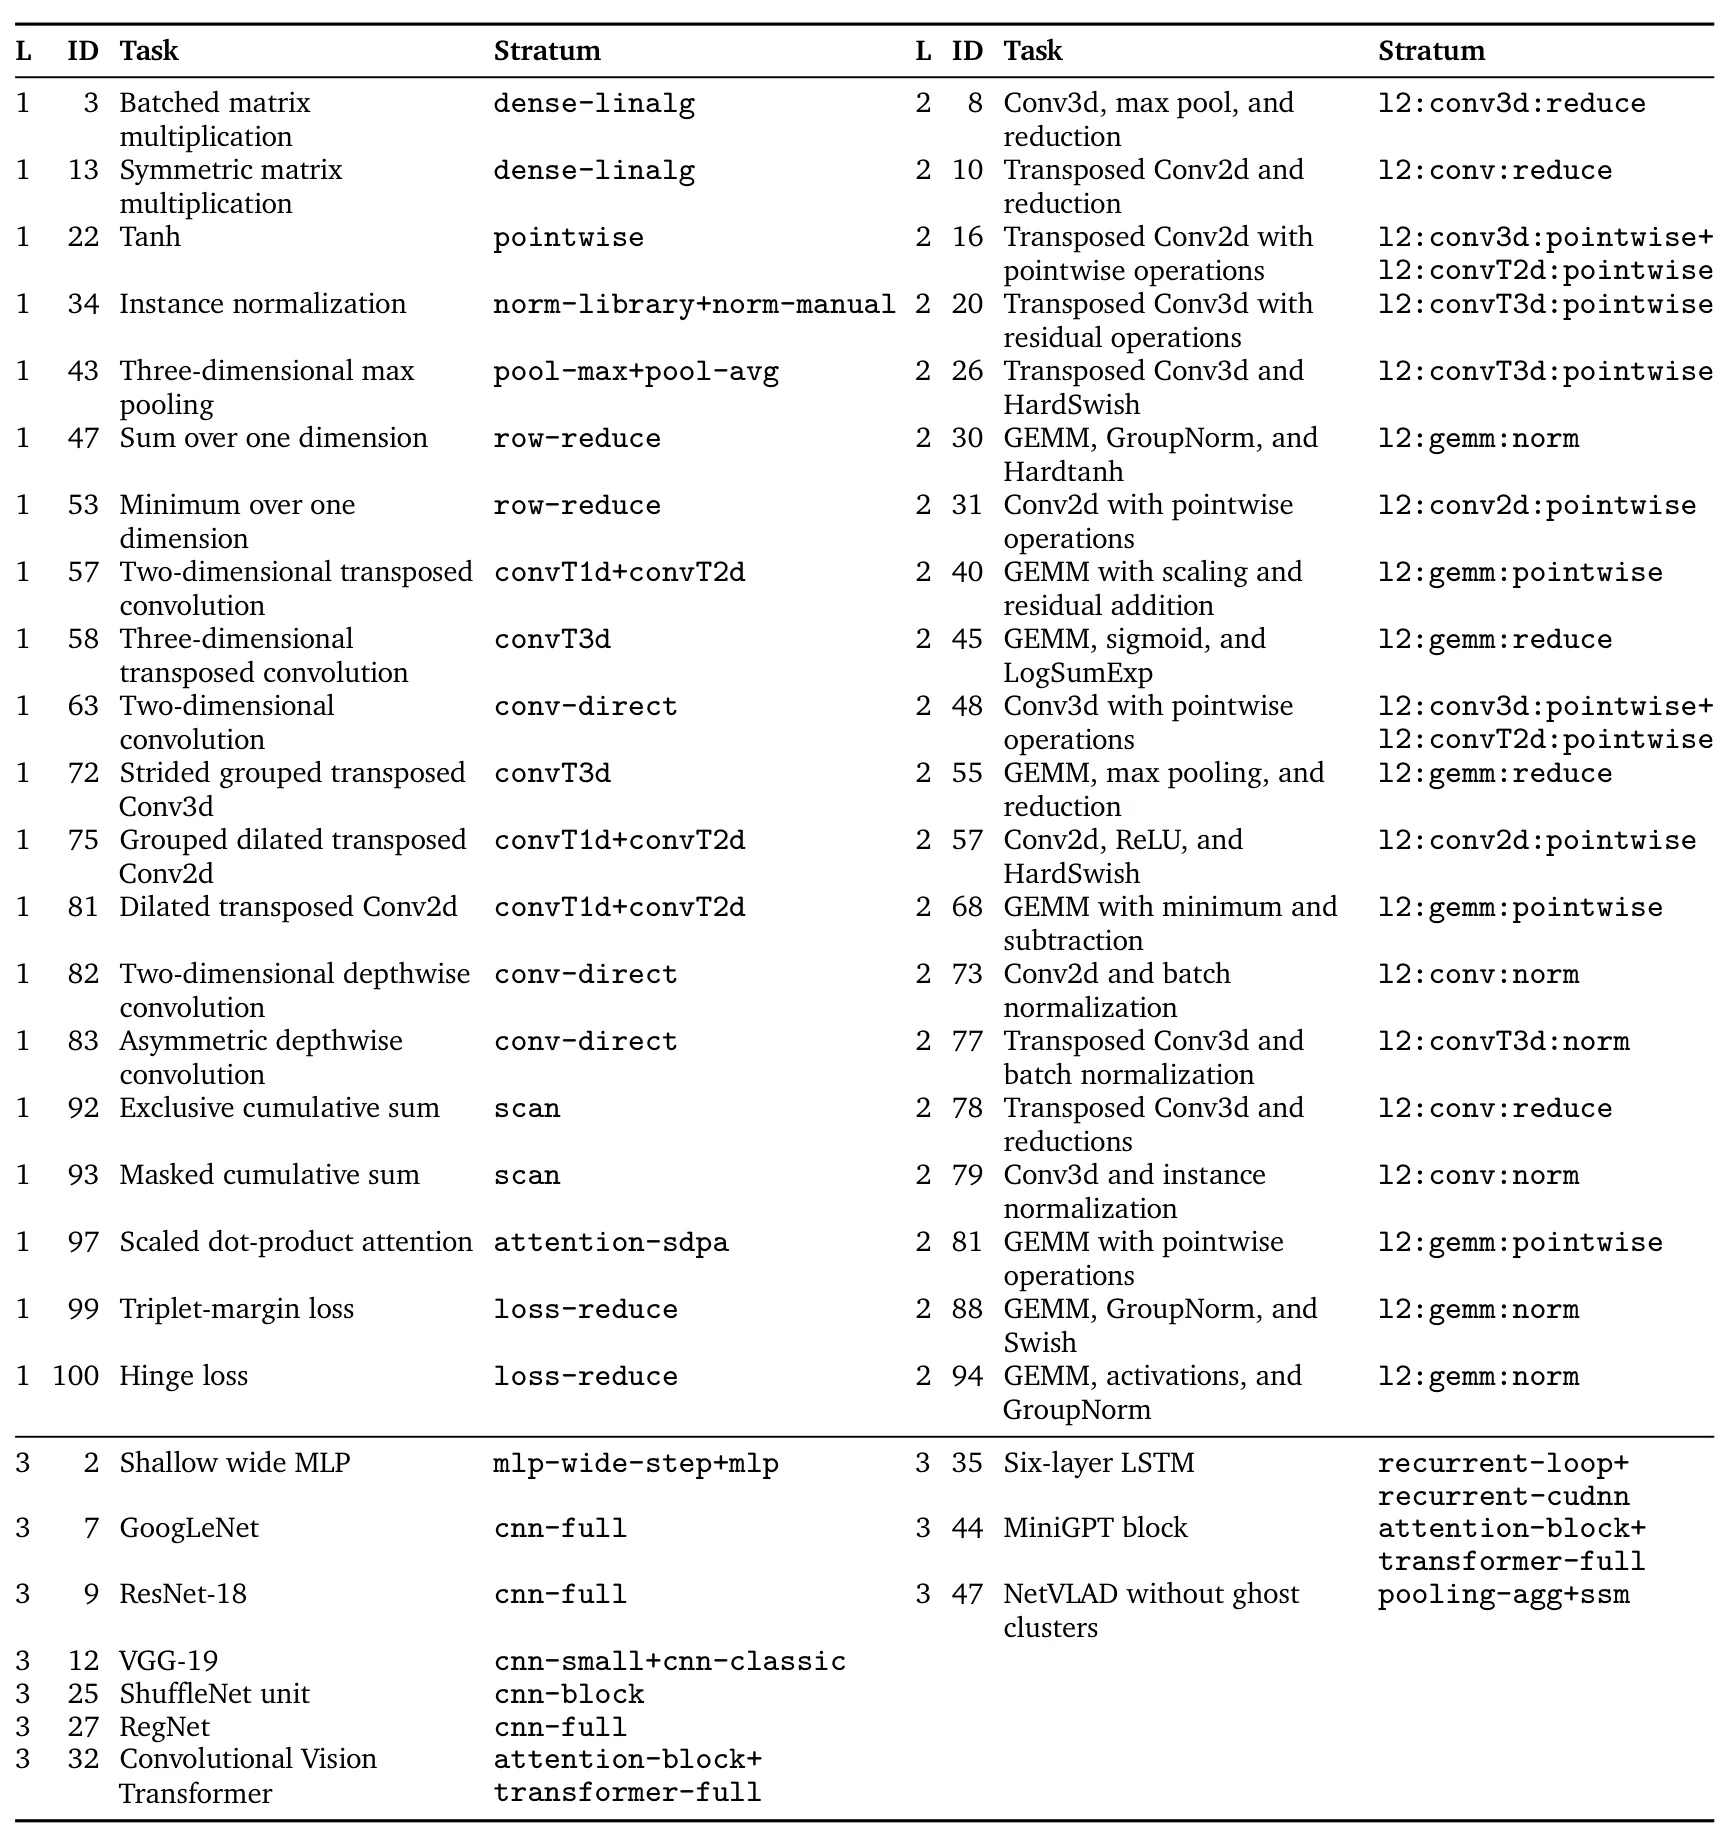 L ID Task Stratum L ID Task Stratum
1 3 Batched matrix dense-linalg 2 8 Conv3d, max pool, and l2:conv3d:reduce
multiplication reduction
1 13 Symmetric matrix dense-linalg 2 10 Transposed Conv2d and l2:conv:reduce
multiplication reduction
1 22 Tanh pointwise 2 16 Transposed Conv2d with l2:conv3d:pointwise+
pointwise operations l2:convT2d:pointwise
1 34 Instance normalization norm-library+norm-manual 2 20 Transposed Conv3d with l2:convT3d:pointwise
residual operations
1 43 Three-dimensional max pool-max+pool-avg 2 26 Transposed Conv3d and l2:convT3d:pointwise
pooling HardSwish
1 47 Sum over one dimension row-reduce 2 30 GEMM, GroupNorm, and l2:gemm:norm
Hardtanh
1 53 Minimum over one row-reduce 2 31 Conv2d with pointwise l2:conv2d:pointwise
dimension operations
1 57 Two-dimensional transposed convT1d+convT2d 2 40 GEMM with scaling and l2:gemm:pointwise
convolution residual addition
1 58 Three-dimensional convT3d 2 45 GEMM, sigmoid, and l2:gemm:reduce
transposed convolution LogSumExp
1 63 Two-dimensional conv-direct 2 48 Conv3d with pointwise l2:conv3d:pointwise+
convolution operations l2:convT2d:pointwise
1 72 Strided grouped transposed convT3d 2 55 GEMM, max pooling, and l2:gemm:reduce
Conv3d reduction
1 75 Grouped dilated transposed convT1d+convT2d 2 57 Conv2d, ReLU, and l2:conv2d:pointwise
Conv2d HardSwish
1 81 Dilated transposed Conv2d convT1d+convT2d 2 68 GEMM with minimum and l2:gemm:pointwise
subtraction
1 82 Two-dimensional depthwise conv-direct 2 73 Conv2d and batch l2:conv:norm
convolution normalization
1 83 Asymmetric depthwise conv-direct 2 77 Transposed Conv3d and l2:convT3d:norm
convolution batch normalization
1 92 Exclusive cumulative sum scan 2 78 Transposed Conv3d and l2:conv:reduce
reductions
1 93 Masked cumulative sum scan 2 79 Conv3d and instance l2:conv:norm
normalization
1 97 Scaled dot-product attention attention-sdpa 2 81 GEMM with pointwise l2:gemm:pointwise
operations
1 99 Triplet-margin loss loss-reduce 2 88 GEMM, GroupNorm, and l2:gemm:norm
Swish
1 100 Hinge loss loss-reduce 2 94 GEMM, activations, and l2:gemm:norm
GroupNorm
3 2 Shallow wide MLP mlp-wide-step+mlp 3 35 Six-layer LSTM recurrent-loop+
recurrent-cudnn
3 7 GoogLeNet cnn-full 3 44 MiniGPT block attention-block+
transformer-full
3 9 ResNet-18 cnn-full 3 47 NetVLAD without ghost pooling-agg+ssm
clusters
3 12 VGG-19 cnn-small+cnn-classic
3 25 ShuffleNet unit cnn-block
3 27 RegNet cnn-full
3 32 Convolutional Vision attention-block+
Transformer transformer-full